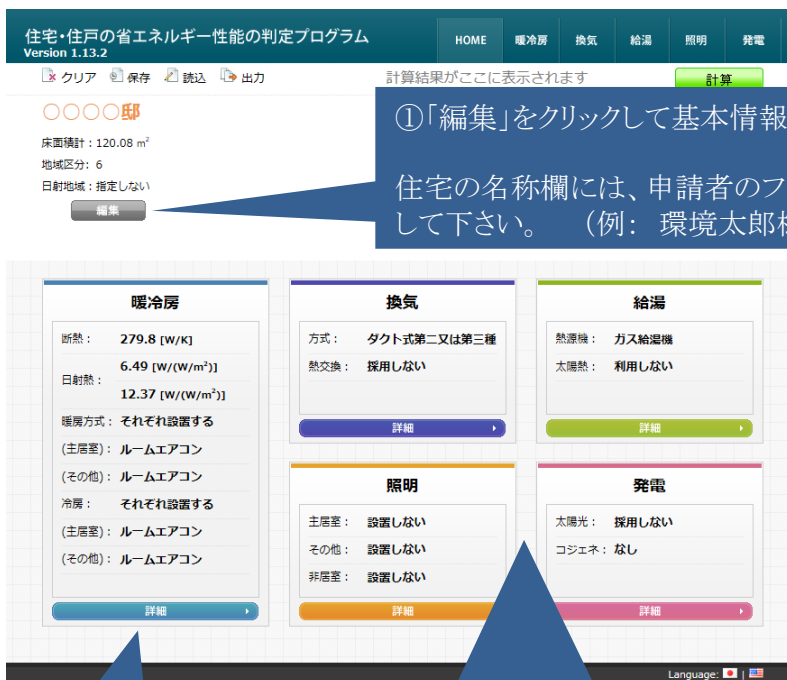 住宅・住戸の省エネルギー性能の判定プログラム
Version 1.13.2
HOME 暖冷房 換気 給湯 照明 発電
クリア 保存 読込 出力
計算結果がここに表示されます
計算
〇〇〇〇邸
床面積計：120.08 m²
地域区分：6
日射地域：指定しない
編集
①「編集」をクリックして基本情報
住宅の名称欄には、申請者のフ
して下さい。 （例： 環境太郎様
暖冷房
断熱： 279.8 [W/K]
日射熱： 6.49 [W/(W/m²)]
12.37 [W/(W/m²)]
暖房方式： それぞれ設置する
(主居室)： ルームエアコン
(その他)： ルームエアコン
冷房： それぞれ設置する
(主居室)： ルームエアコン
(その他)： ルームエアコン
詳細
換気
方式： ダクト式第二又は第三種
熱交換： 採用しない
詳細
給湯
熱源機： ガス給湯機
太陽熱： 利用しない
詳細
照明
主居室： 設置しない
その他： 設置しない
非居室： 設置しない
詳細
発電
太陽光： 採用しない
コジェネ： なし
詳細
Language: |